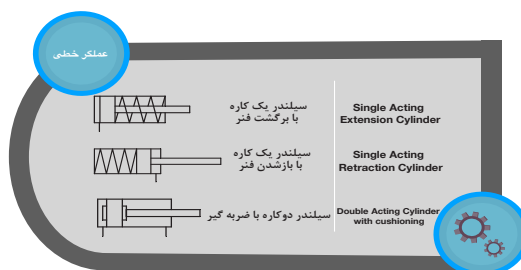 عملکر خطی
سیلندر یک کاره
با برگشت فنر
Single Acting
Extension Cylinder
سیلندر یک کاره
با بازشدن فنر
Single Acting
Retraction Cylinder
سیلندر دوکاره با ضربه گیر
Double Acting Cylinder
with cushioning